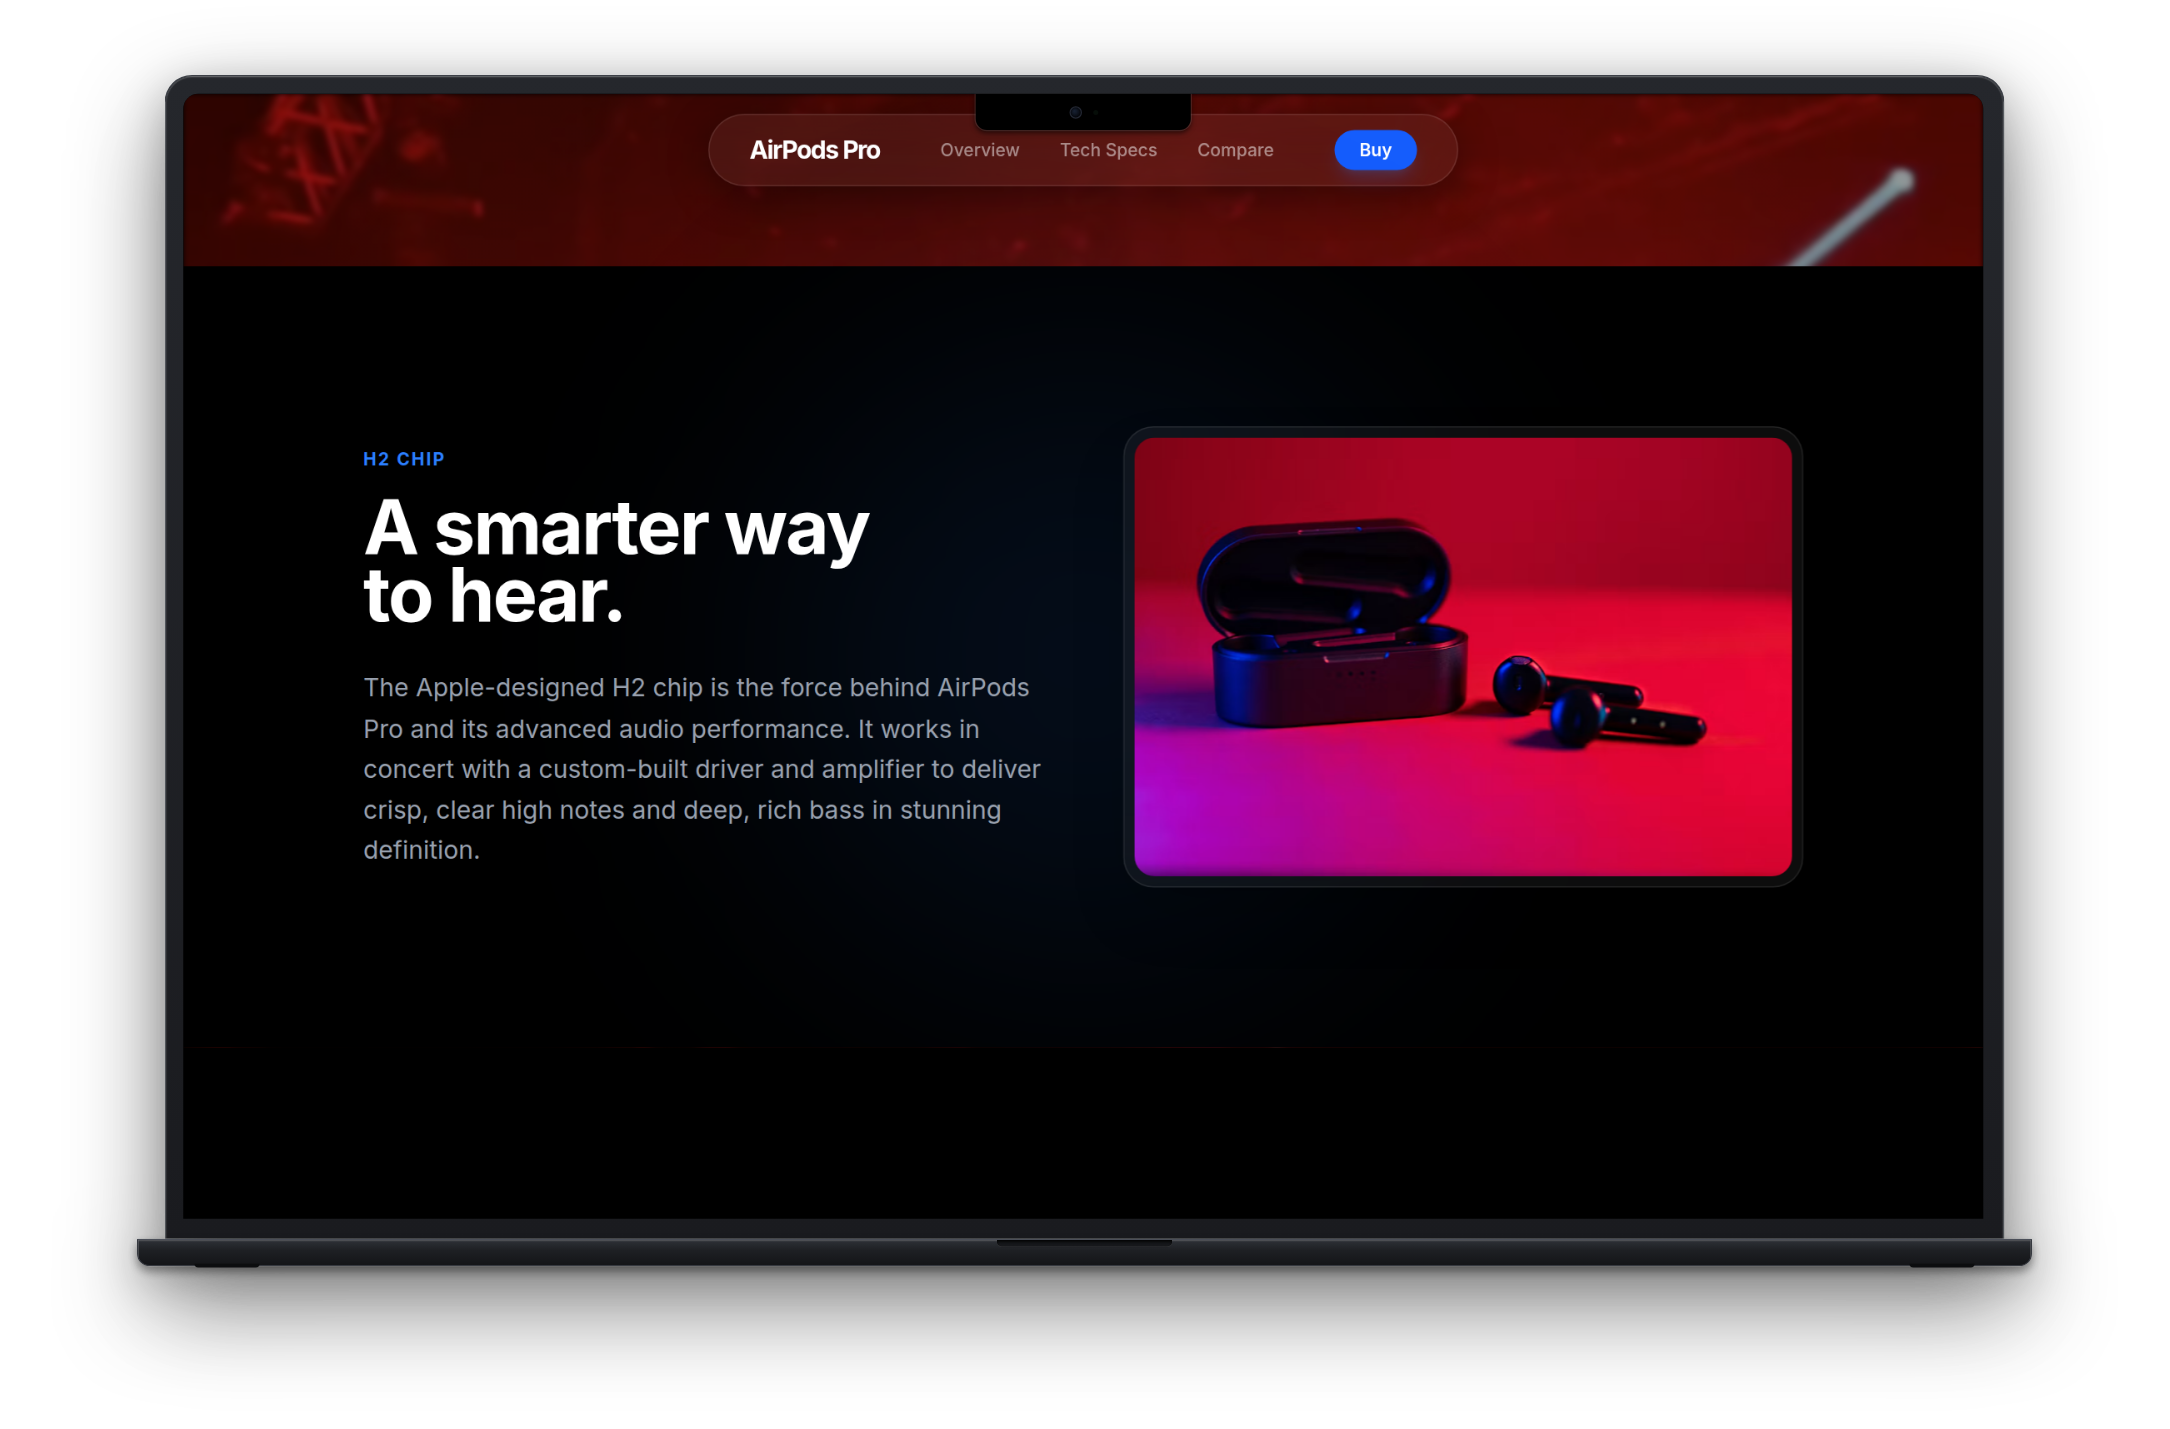 AirPods Pro
Overview
Tech Specs
Compare
Buy
H2 CHIP
A smarter way
to hear.
The Apple-designed H2 chip is the force behind AirPods
Pro and its advanced audio performance. It works in
concert with a custom-built driver and amplifier to deliver
crisp, clear high notes and deep, rich bass in stunning
definition.